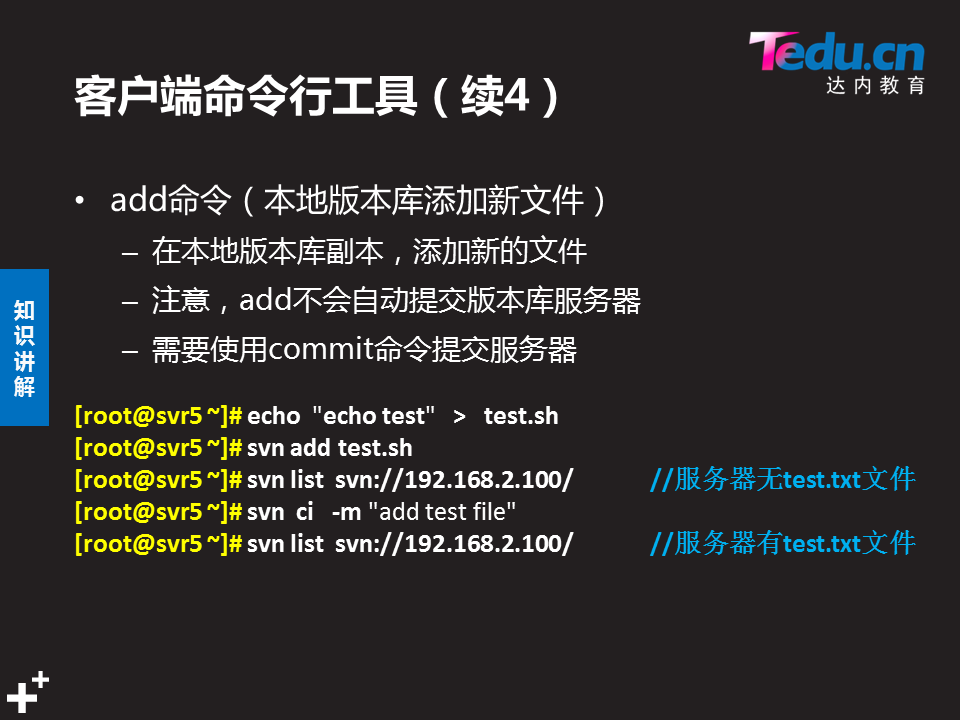 Tedu.cn
达内教育
客户端命令行工具（续4）
• add命令（本地版本库添加新文件）
– 在本地版本库副本，添加新的文件
– 注意，add不会自动提交版本库服务器
– 需要使用commit命令提交服务器
知识讲解
[root@svr5 ~]# echo "echo test" > test.sh
[root@svr5 ~]# svn add test.sh
[root@svr5 ~]# svn list svn://192.168.2.100/ //服务器无test.txt文件
[root@svr5 ~]# svn ci -m "add test file"
[root@svr5 ~]# svn list svn://192.168.2.100/ //服务器有test.txt文件